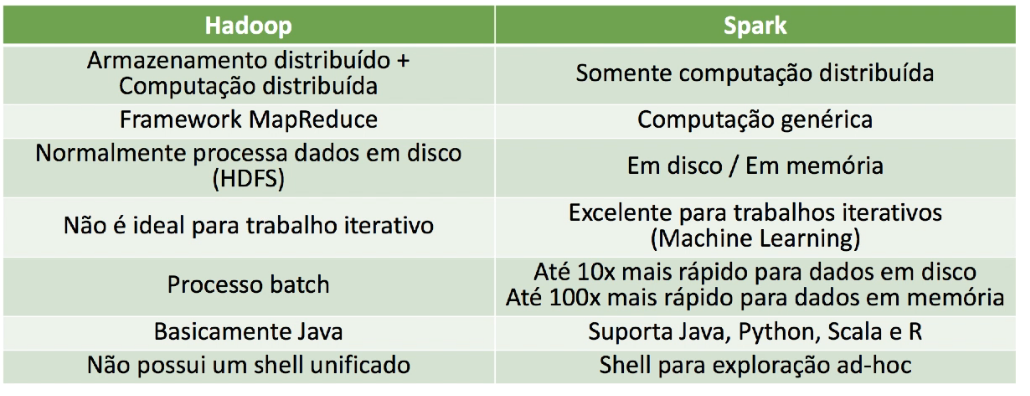 Hadoop
Spark
Armazenamento distribuído +
Computação distribuída
Somente computação distribuída
Framework MapReduce
Computação genérica
Normalmente processa dados em disco
(HDFS)
Em disco / Em memória
Não é ideal para trabalho iterativo
Excelente para trabalhos iterativos
(Machine Learning)
Processo batch
Até 10x mais rápido para dados em disco
Até 100x mais rápido para dados em memória
Basicamente Java
Suporta Java, Python, Scala e R
Não possui um shell unificado
Shell para exploração ad-hoc